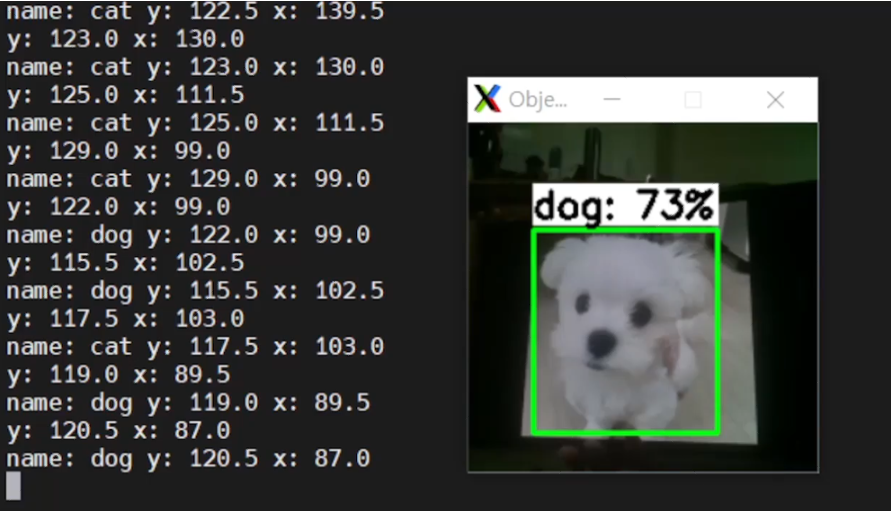 name: cat y: 122.5 x: 139.5
y: 123.0 x: 130.0
name: cat y: 123.0 x: 130.0
y: 125.0 x: 111.5
name: cat y: 125.0 x: 111.5
y: 129.0 x: 99.0
name: cat y: 129.0 x: 99.0
y: 122.0 x: 99.0
name: dog y: 122.0 x: 99.0
y: 115.5 x: 102.5
name: dog y: 115.5 x: 102.5
y: 117.5 x: 103.0
name: cat y: 117.5 x: 103.0
y: 119.0 x: 89.5
name: dog y: 119.0 x: 89.5
y: 120.5 x: 87.0
name: dog y: 120.5 x: 87.0
Obje...
dog: 73%